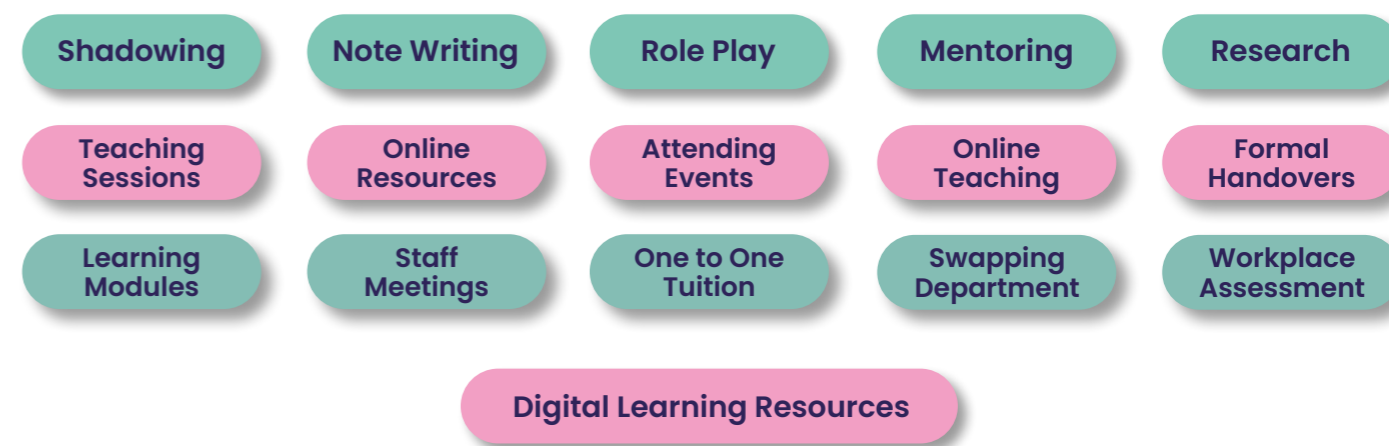 Shadowing
Note Writing
Role Play
Mentoring
Research
Teaching
Sessions
Online
Resources
Attending
Events
Online
Teaching
Formal
Handovers
Learning
Modules
Staff
Meetings
One to One
Tuition
Swapping
Department
Workplace
Assessment
Digital Learning Resources